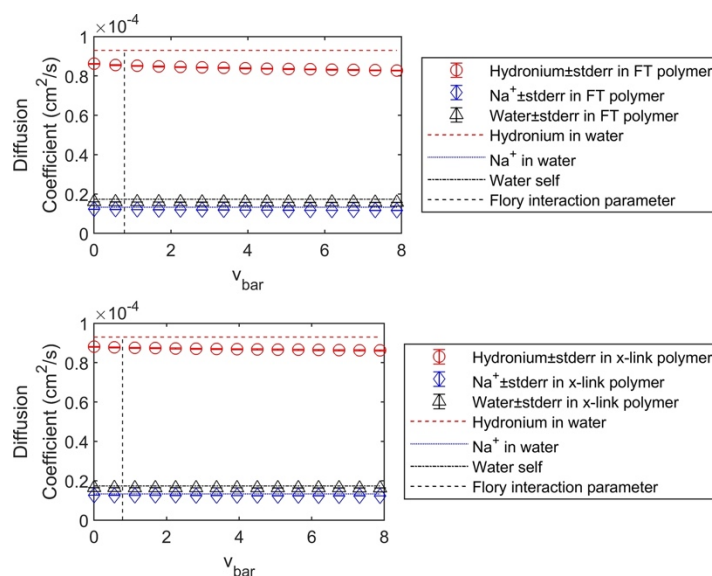 ×10⁻⁴
1
0.8
0.6
0.4
0.2
0
Diffusion
Coefficient (cm²/s)
0 2 4 6 8
v_bar
Hydronium±stderr in FT polymer
Na⁺±stderr in FT polymer
Water±stderr in FT polymer
Hydronium in water
Na⁺ in water
Water self
Flory interaction parameter
×10⁻⁴
1
0.8
0.6
0.4
0.2
0
Diffusion
Coefficient (cm²/s)
0 2 4 6 8
v_bar
Hydronium±stderr in x-link polymer
Na⁺±stderr in x-link polymer
Water±stderr in x-link polymer
Hydronium in water
Na⁺ in water
Water self
Flory interaction parameter